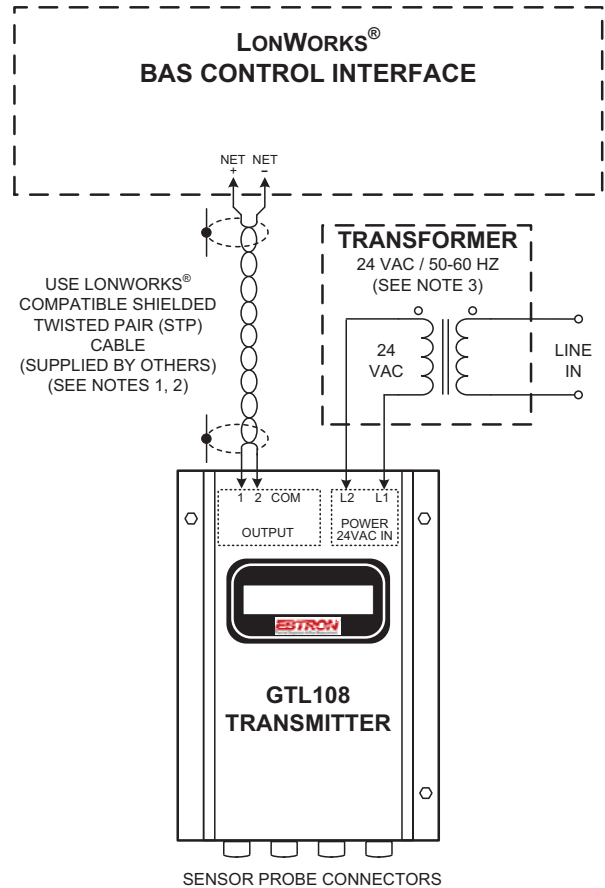 LONWORKS®
BAS CONTROL INTERFACE
NET NET
+ –
TRANSFORMER
24 VAC / 50-60 HZ
(SEE NOTE 3)
USE LONWORKS®
COMPATIBLE SHIELDED
TWISTED PAIR (STP)
CABLE
(SUPPLIED BY OTHERS)
(SEE NOTES 1, 2)
24
VAC
LINE
IN
1 2 COM
OUTPUT
L2 L1
POWER
24VAC IN
EBTRON
GTL108
TRANSMITTER
SENSOR PROBE CONNECTORS